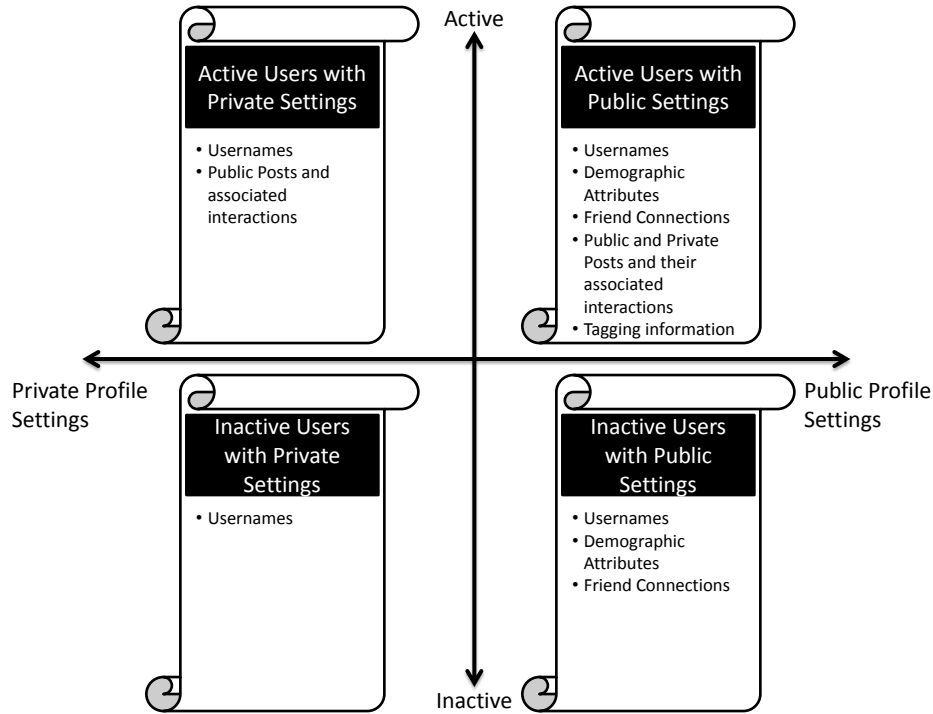 Active
Active Users with
Private Settings
• Usernames
• Public Posts and
associated
interactions
Active Users with
Public Settings
• Usernames
• Demographic
Attributes
• Friend Connections
• Public and Private
Posts and their
associated
interactions
• Tagging information
Private Profile
Settings
Public Profile
Settings
Inactive Users
with Private
Settings
• Usernames
Inactive Users
with Public
Settings
• Usernames
• Demographic
Attributes
• Friend Connections
Inactive